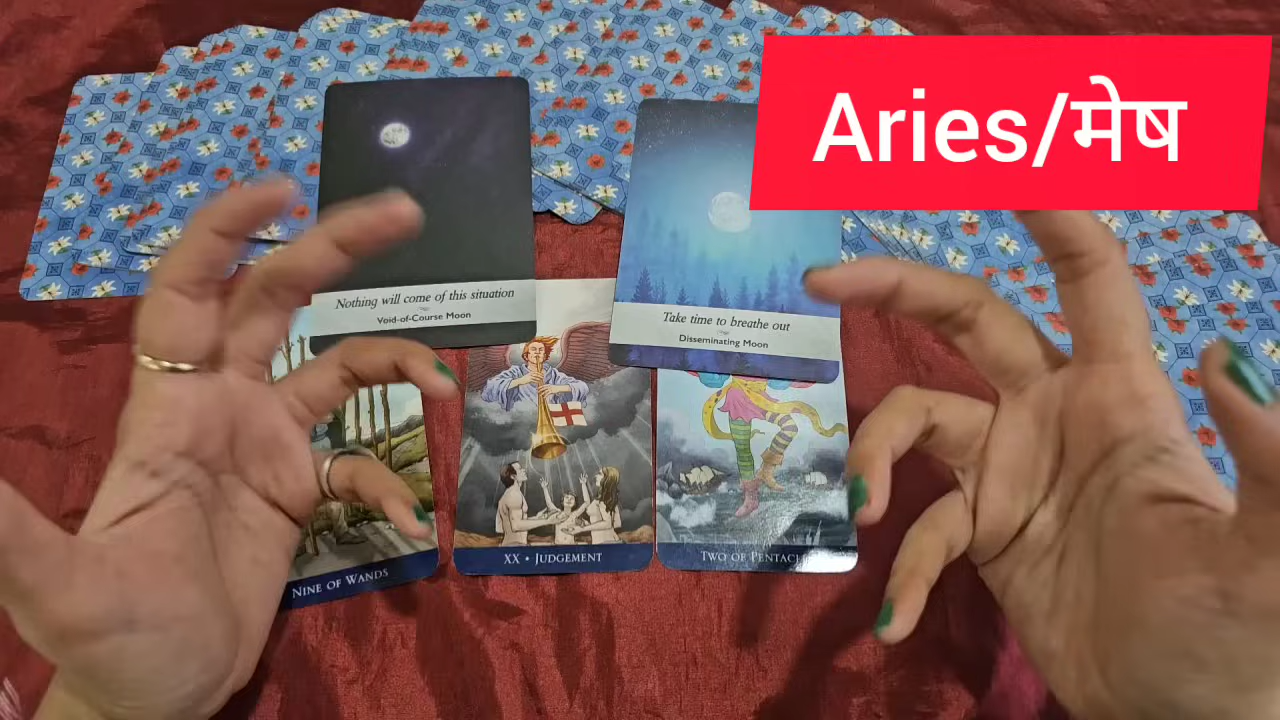 Aries/मेष
Nothing will come of this situation
Void-of-Course Moon
Take time to breathe out
Disseminating Moon
NINE OF WANDS
XX • JUDGEMENT
TWO OF